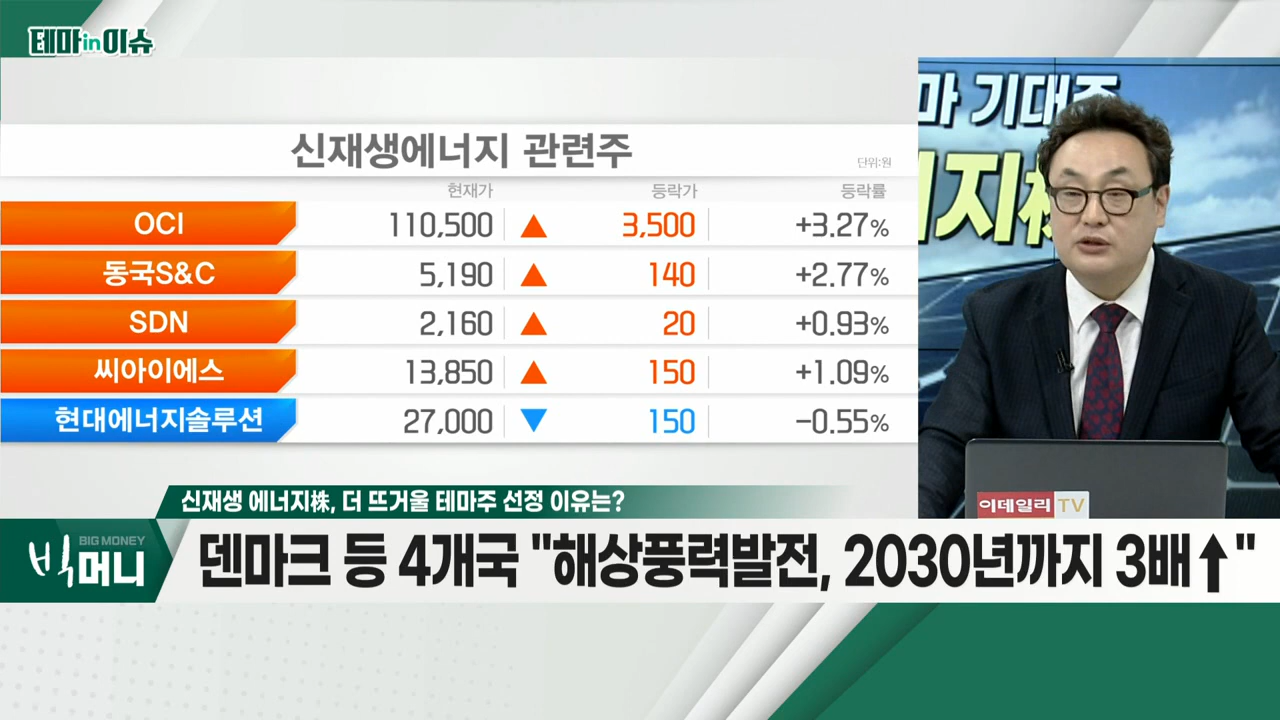 테마in이슈
마 기대주
지株
신재생에너지 관련주
단위:원
현재가 등락가 등락률
OCI 110,500 ▲ 3,500 +3.27%
동국S&C 5,190 ▲ 140 +2.77%
SDN 2,160 ▲ 20 +0.93%
씨아이에스 13,850 ▲ 150 +1.09%
현대에너지솔루션 27,000 ▼ 150 -0.55%
이데일리TV
신재생 에너지株, 더 뜨거울 테마주 선정 이유는?
BIG MONEY
빅머니
덴마크 등 4개국 "해상풍력발전, 2030년까지 3배↑"